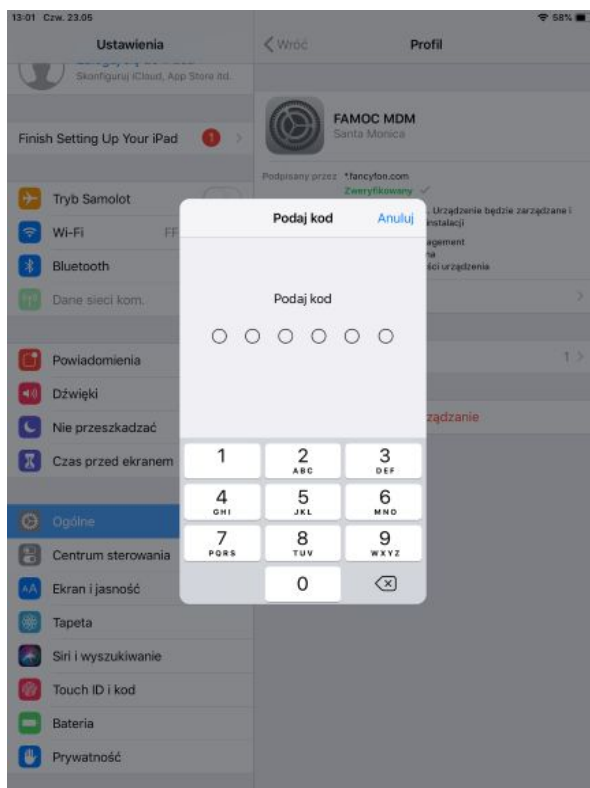 13:01 Czw. 23.05
58%
Ustawienia
Skonfiguruj iCloud, App Store itd.
Finish Setting Up Your iPad 1
Tryb Samolot
Wi-Fi FF
Bluetooth
Dane sieci kom.
Powiadomienia
Dźwięki
Nie przeszkadzać
Czas przed ekranem
Ogólne
Centrum sterowania
Ekran i jasność
Tapeta
Siri i wyszukiwanie
Touch ID i kod
Bateria
Prywatność
Wróć Profil
FAMOC MDM
Santa Monica
Podpisany przez *.fancyfon.com
Zweryfikowany
. Urządzenie będzie zarządzane i
instalacji
agement
na
ści urządzenia
1
ządzanie
Podaj kod Anuluj
Podaj kod
1 2 3
ABC DEF
4 5 6
GHI JKL MNO
7 8 9
PQRS TUV WXYZ
0